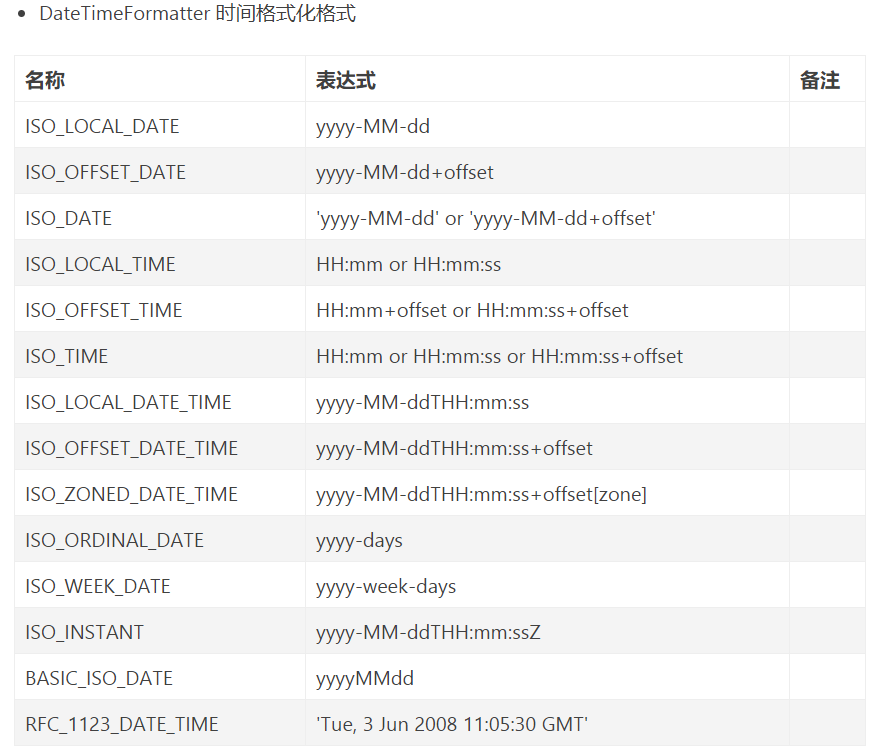 DateTimeFormatter 时间格式化格式
名称 表达式 备注
ISO_LOCAL_DATE yyyy-MM-dd
ISO_OFFSET_DATE yyyy-MM-dd+offset
ISO_DATE 'yyyy-MM-dd' or 'yyyy-MM-dd+offset'
ISO_LOCAL_TIME HH:mm or HH:mm:ss
ISO_OFFSET_TIME HH:mm+offset or HH:mm:ss+offset
ISO_TIME HH:mm or HH:mm:ss or HH:mm:ss+offset
ISO_LOCAL_DATE_TIME yyyy-MM-ddTHH:mm:ss
ISO_OFFSET_DATE_TIME yyyy-MM-ddTHH:mm:ss+offset
ISO_ZONED_DATE_TIME yyyy-MM-ddTHH:mm:ss+offset[zone]
ISO_ORDINAL_DATE yyyy-days
ISO_WEEK_DATE yyyy-week-days
ISO_INSTANT yyyy-MM-ddTHH:mm:ssZ
BASIC_ISO_DATE yyyyMMdd
RFC_1123_DATE_TIME 'Tue, 3 Jun 2008 11:05:30 GMT'